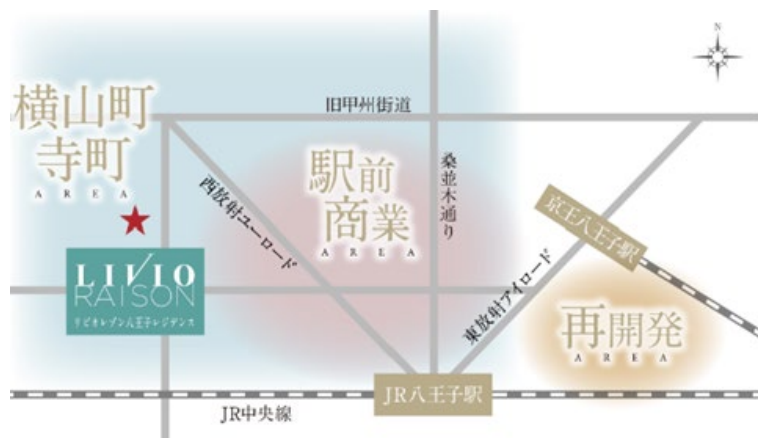 N
旧甲州街道
横山町
寺町
AREA
駅前
商業
AREA
桑並木通り
西放射ユーロード
京王八王子駅
東放射アイロード
LIVIO
RAISON
リビオレゾン八王子レジデンス
再開発
AREA
JR八王子駅
JR中央線